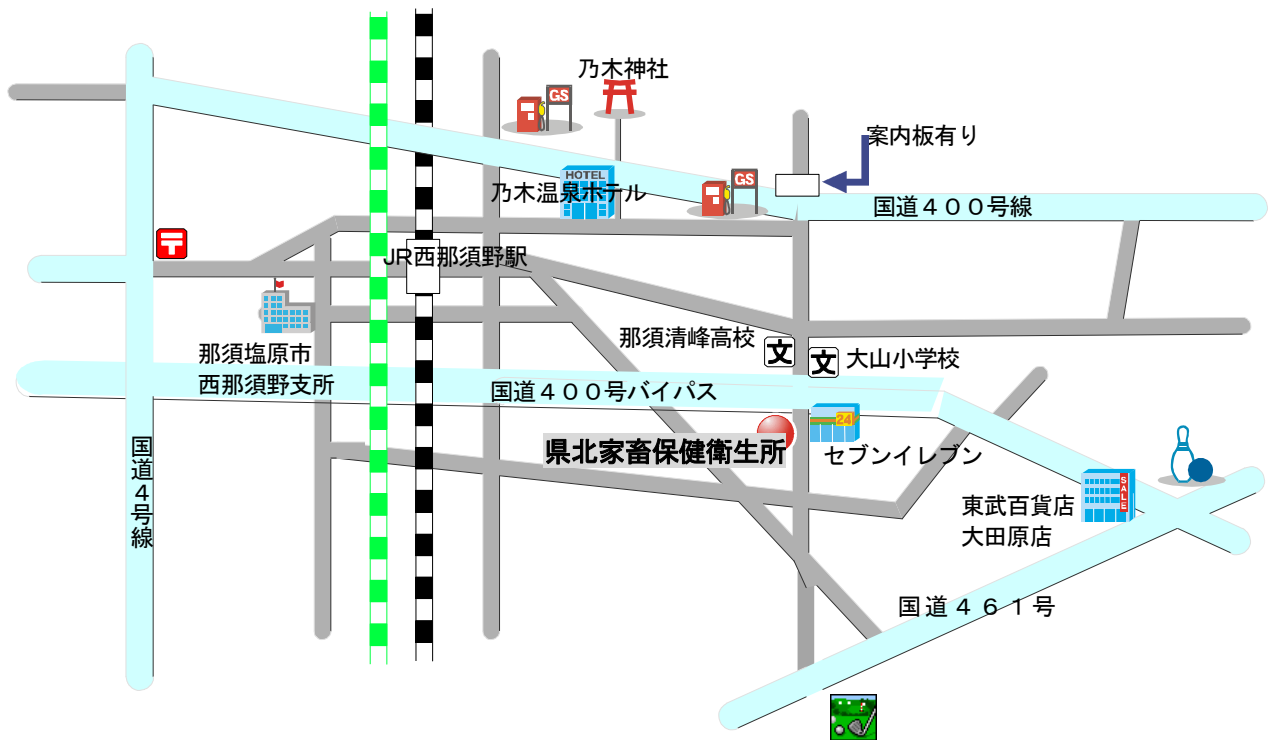 乃木神社
GS
案内板有り
HOTEL
乃木温泉ホテル
GS
国道400号線
〒
JR西那須野駅
那須塩原市
西那須野支所
那須清峰高校
文
文
大山小学校
国道400号バイパス
24
県北家畜保健衛生所
セブンイレブン
国道4号線
SALE
東武百貨店
大田原店
国道461号